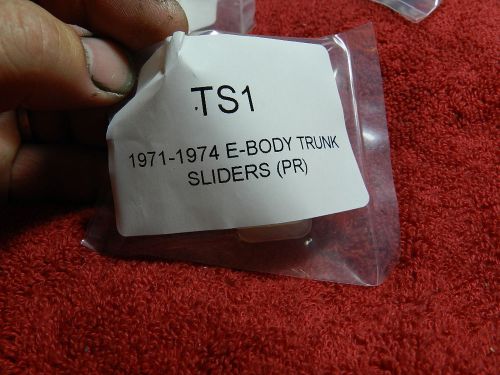 TS1
1971-1974 E-BODY TRUNK
SLIDERS (PR)